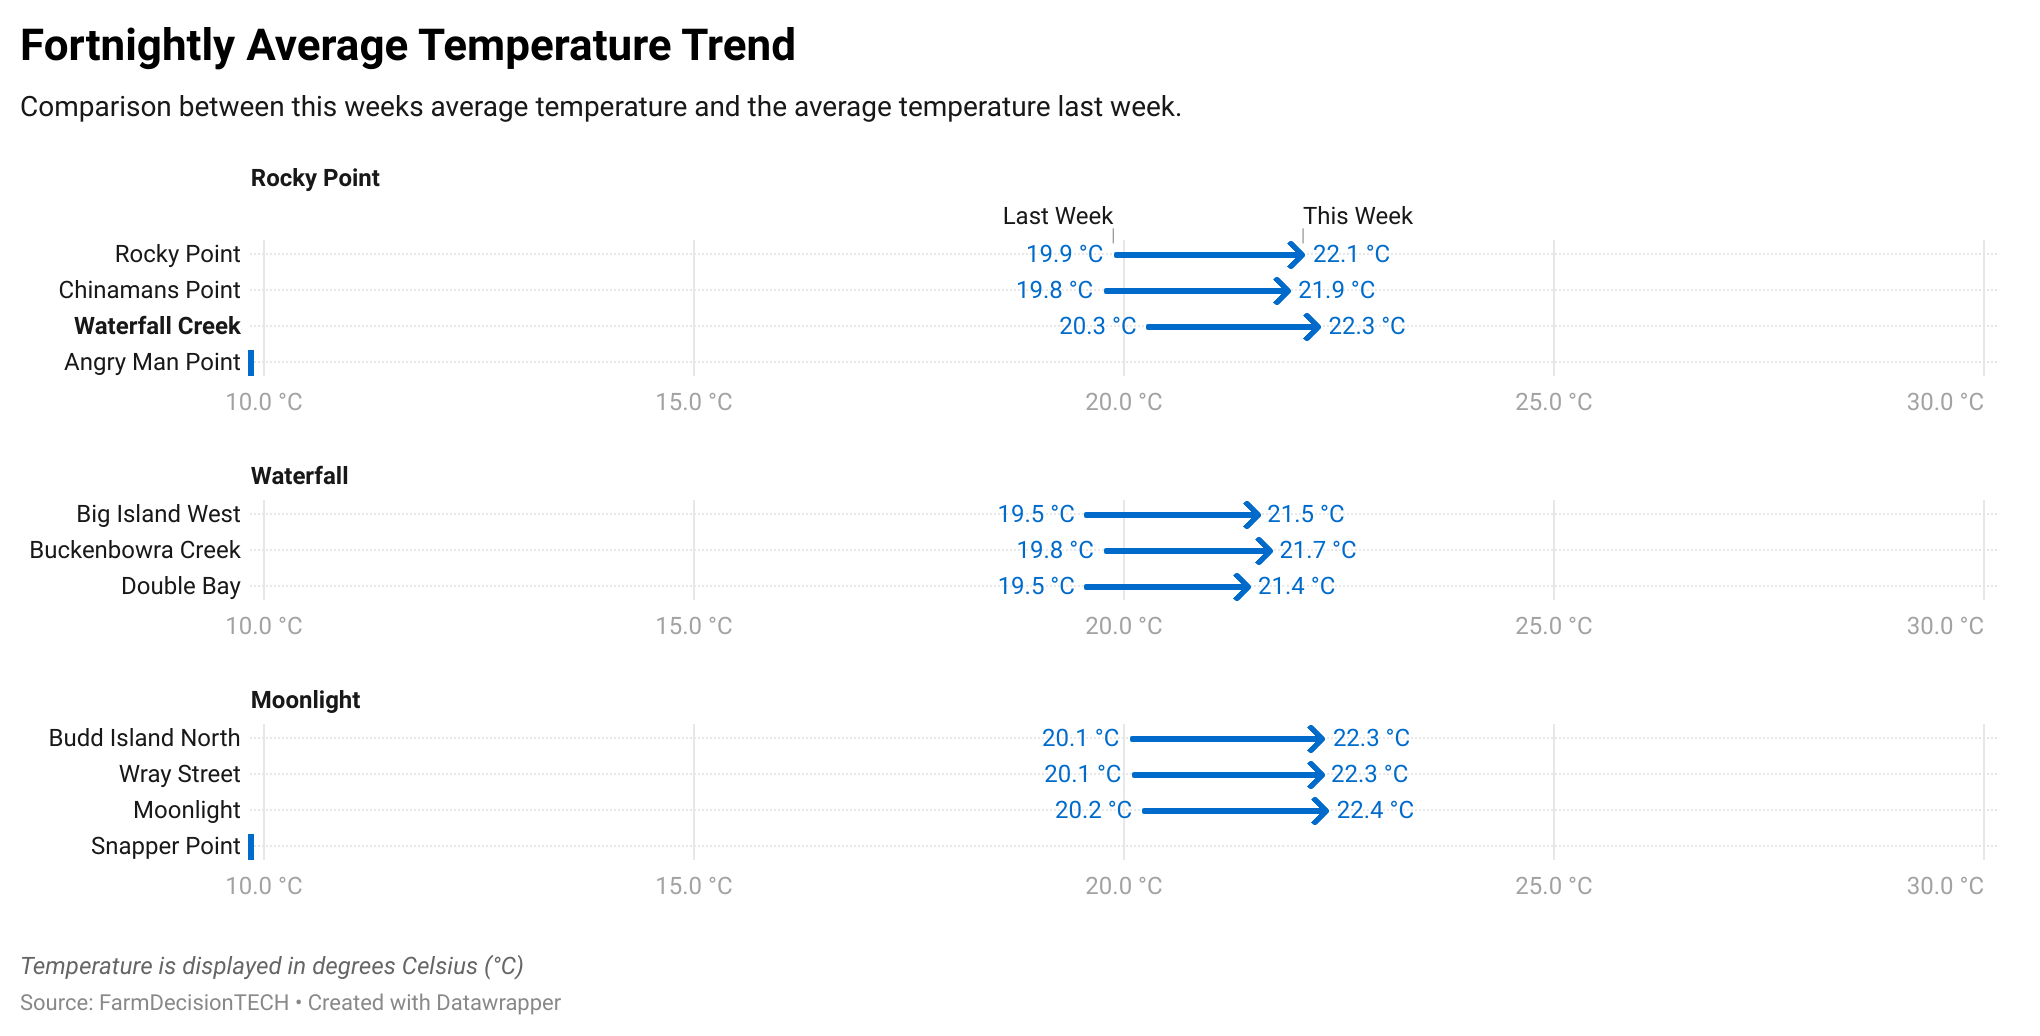 Fortnightly Average Temperature Trend
Comparison between this weeks average temperature and the average temperature last week.
Rocky Point
Last Week This Week
Rocky Point 19.9 °C 22.1 °C
Chinamans Point 19.8 °C 21.9 °C
Waterfall Creek 20.3 °C 22.3 °C
Angry Man Point
10.0 °C 15.0 °C 20.0 °C 25.0 °C 30.0 °C
Waterfall
Big Island West 19.5 °C 21.5 °C
Buckenbowra Creek 19.8 °C 21.7 °C
Double Bay 19.5 °C 21.4 °C
10.0 °C 15.0 °C 20.0 °C 25.0 °C 30.0 °C
Moonlight
Budd Island North 20.1 °C 22.3 °C
Wray Street 20.1 °C 22.3 °C
Moonlight 20.2 °C 22.4 °C
Snapper Point
10.0 °C 15.0 °C 20.0 °C 25.0 °C 30.0 °C
Temperature is displayed in degrees Celsius (°C)
Source: FarmDecisionTECH • Created with Datawrapper